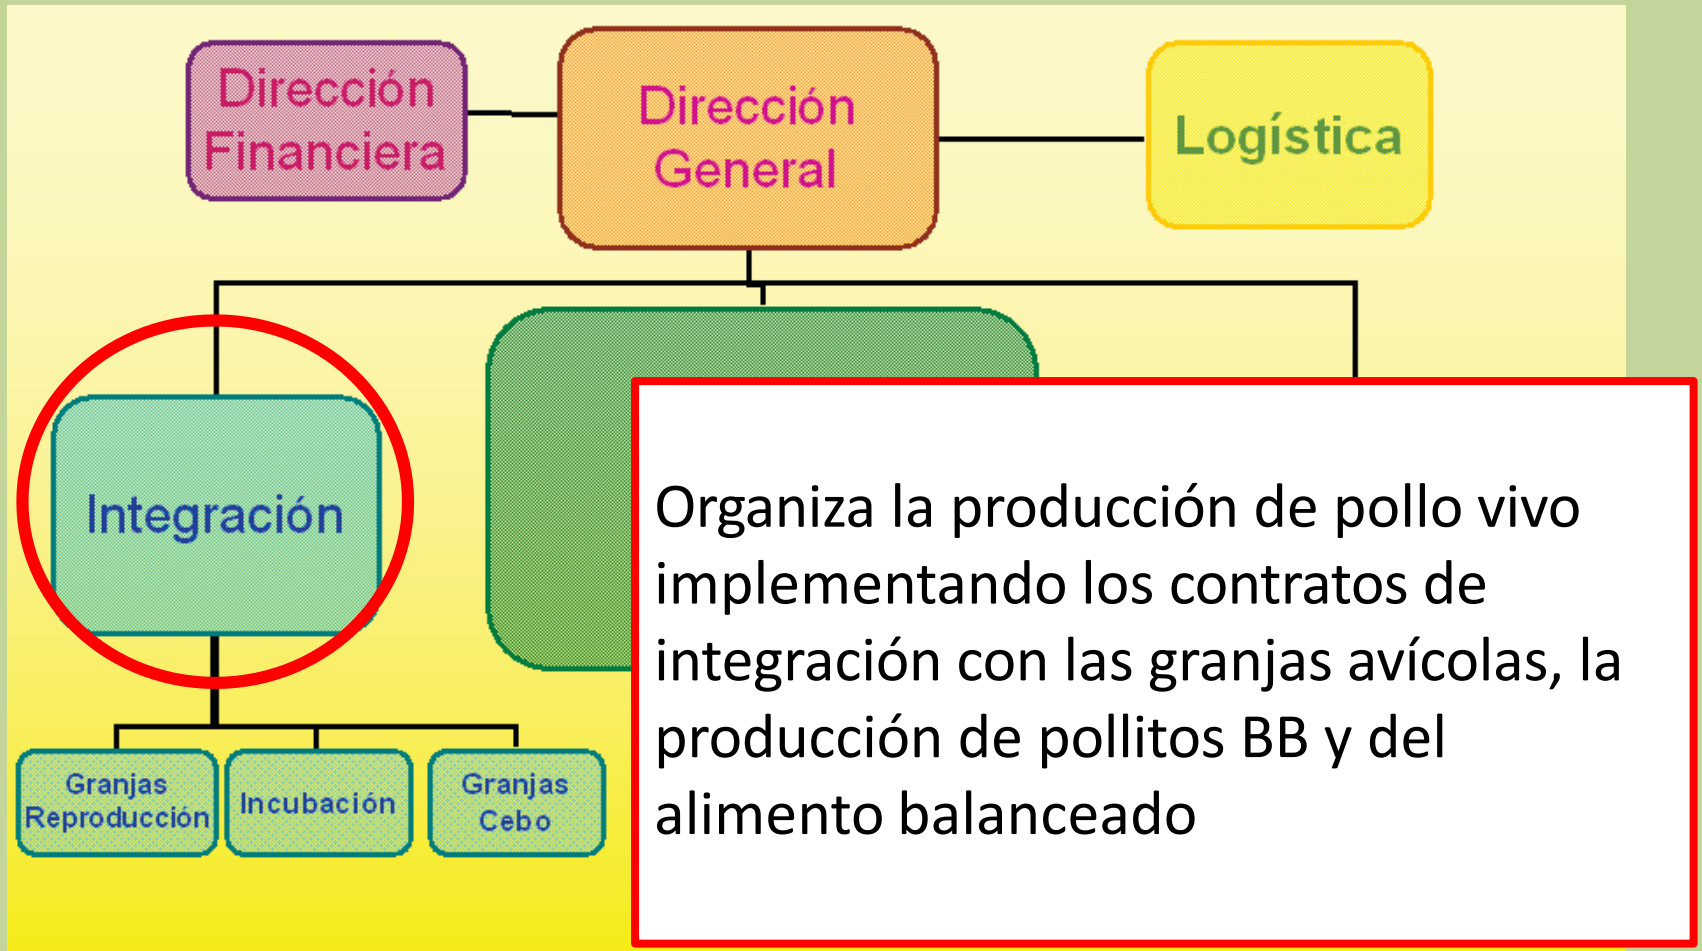 Dirección
Financiera
Dirección
General
Logística
Integración
Granjas
Reproducción
Incubación
Granjas
Cebo
Organiza la producción de pollo vivo
implementando los contratos de
integración con las granjas avícolas, la
producción de pollitos BB y del
alimento balanceado